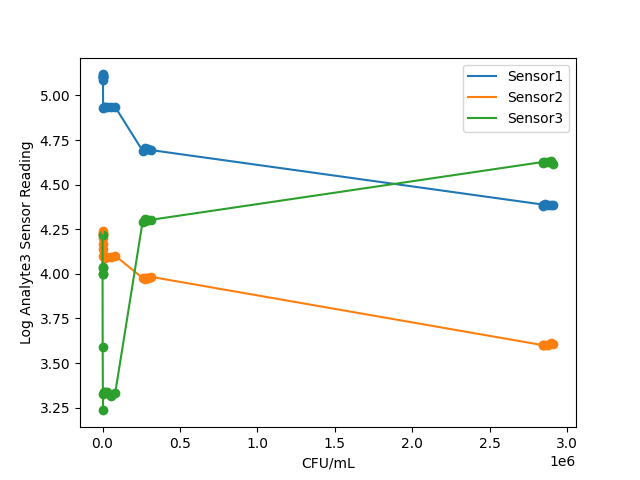 Sensor1
Sensor2
Sensor3
5.00
4.75
4.50
4.25
4.00
3.75
3.50
3.25
Log Analyte3 Sensor Reading
0.0 0.5 1.0 1.5 2.0 2.5 3.0
1e6
CFU/mL